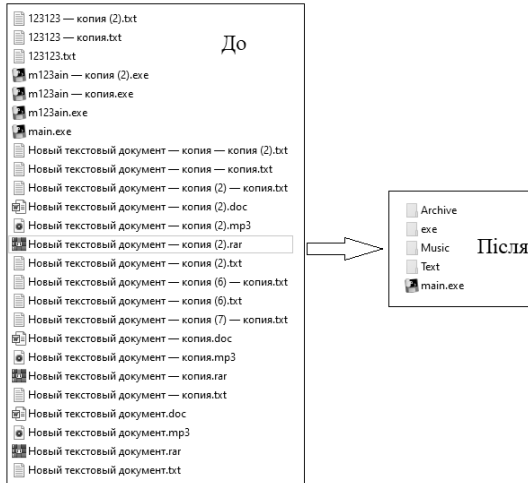 123123 — копия (2).txt
123123 — копия.txt
123123.txt
m123ain — копия (2).exe
m123ain — копия.exe
m123ain.exe
main.exe
Новый текстовый документ — копия — копия (2).txt
Новый текстовый документ — копия — копия.txt
Новый текстовый документ — копия (2) — копия.txt
Новый текстовый документ — копия (2).doc
Новый текстовый документ — копия (2).mp3
Новый текстовый документ — копия (2).rar
Новый текстовый документ — копия (2).txt
Новый текстовый документ — копия (6) — копия.txt
Новый текстовый документ — копия (6).txt
Новый текстовый документ — копия (7) — копия.txt
Новый текстовый документ — копия.doc
Новый текстовый документ — копия.mp3
Новый текстовый документ — копия.rar
Новый текстовый документ — копия.txt
Новый текстовый документ.doc
Новый текстовый документ.mp3
Новый текстовый документ.rar
Новый текстовый документ.txt
До
Archive
exe
Music
Text
main.exe
Після